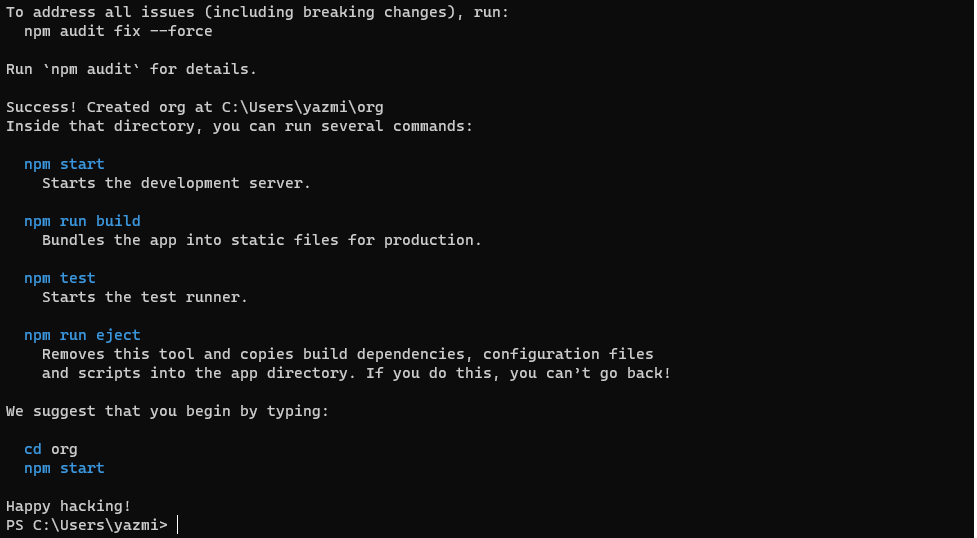 To address all issues (including breaking changes), run:
  npm audit fix --force

Run `npm audit` for details.

Success! Created org at C:\Users\yazmi\org
Inside that directory, you can run several commands:

  npm start
    Starts the development server.

  npm run build
    Bundles the app into static files for production.

  npm test
    Starts the test runner.

  npm run eject
    Removes this tool and copies build dependencies, configuration files
    and scripts into the app directory. If you do this, you can’t go back!

We suggest that you begin by typing:

  cd org
  npm start

Happy hacking!
PS C:\Users\yazmi>